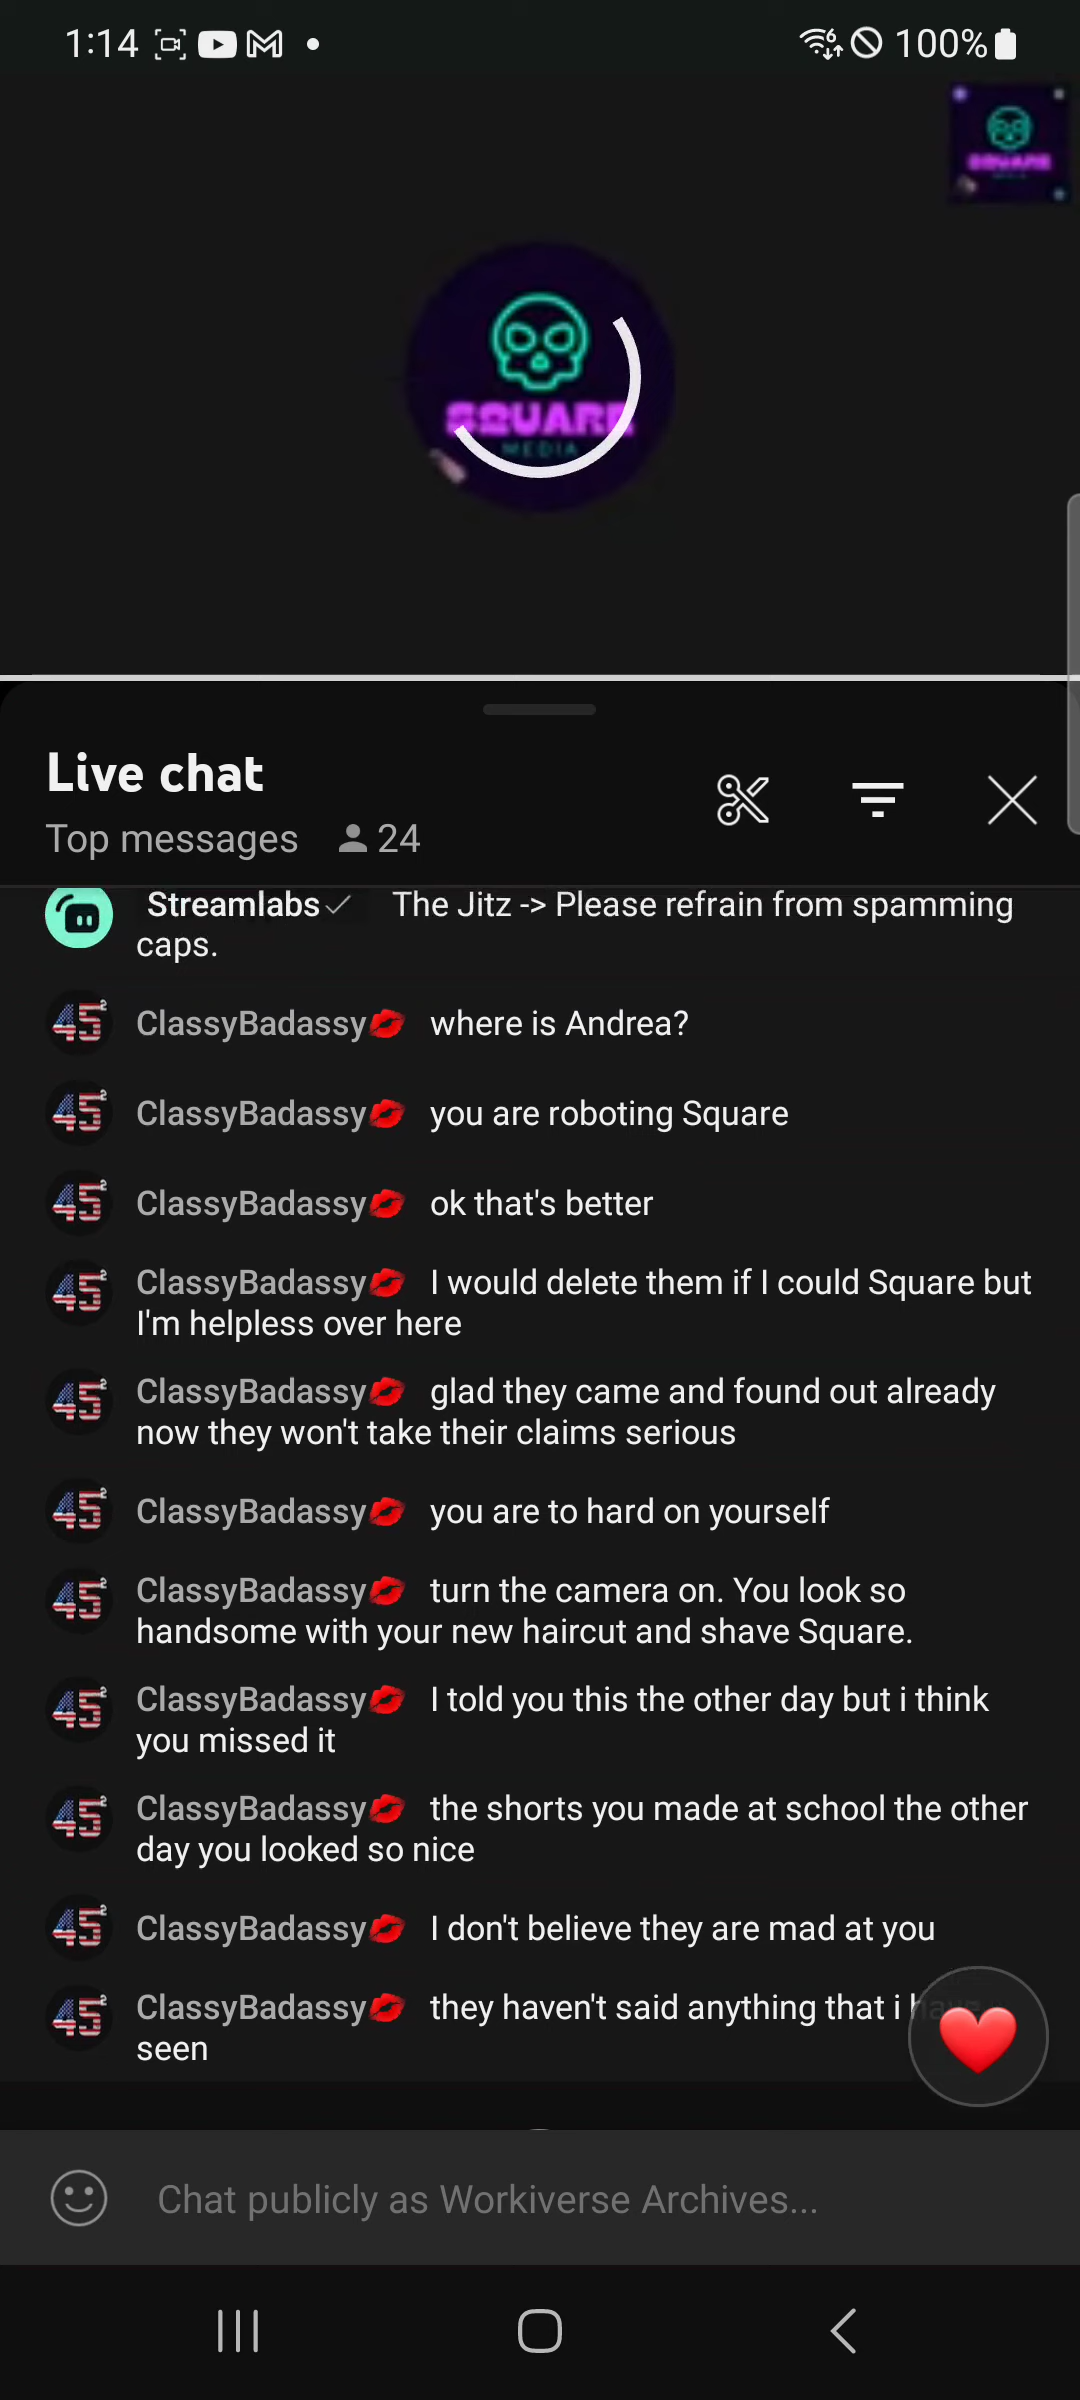 1:14 100%
SQUARE
SQUARE
MEDIA
Live chat
Top messages 24
Streamlabs The Jitz -> Please refrain from spamming
caps.
ClassyBadassy💋 where is Andrea?
ClassyBadassy💋 you are roboting Square
ClassyBadassy💋 ok that's better
ClassyBadassy💋 I would delete them if I could Square but
I'm helpless over here
ClassyBadassy💋 glad they came and found out already
now they won't take their claims serious
ClassyBadassy💋 you are to hard on yourself
ClassyBadassy💋 turn the camera on. You look so
handsome with your new haircut and shave Square.
ClassyBadassy💋 I told you this the other day but i think
you missed it
ClassyBadassy💋 the shorts you made at school the other
day you looked so nice
ClassyBadassy💋 I don't believe they are mad at you
ClassyBadassy💋 they haven't said anything that i have
seen
Chat publicly as Workiverse Archives...